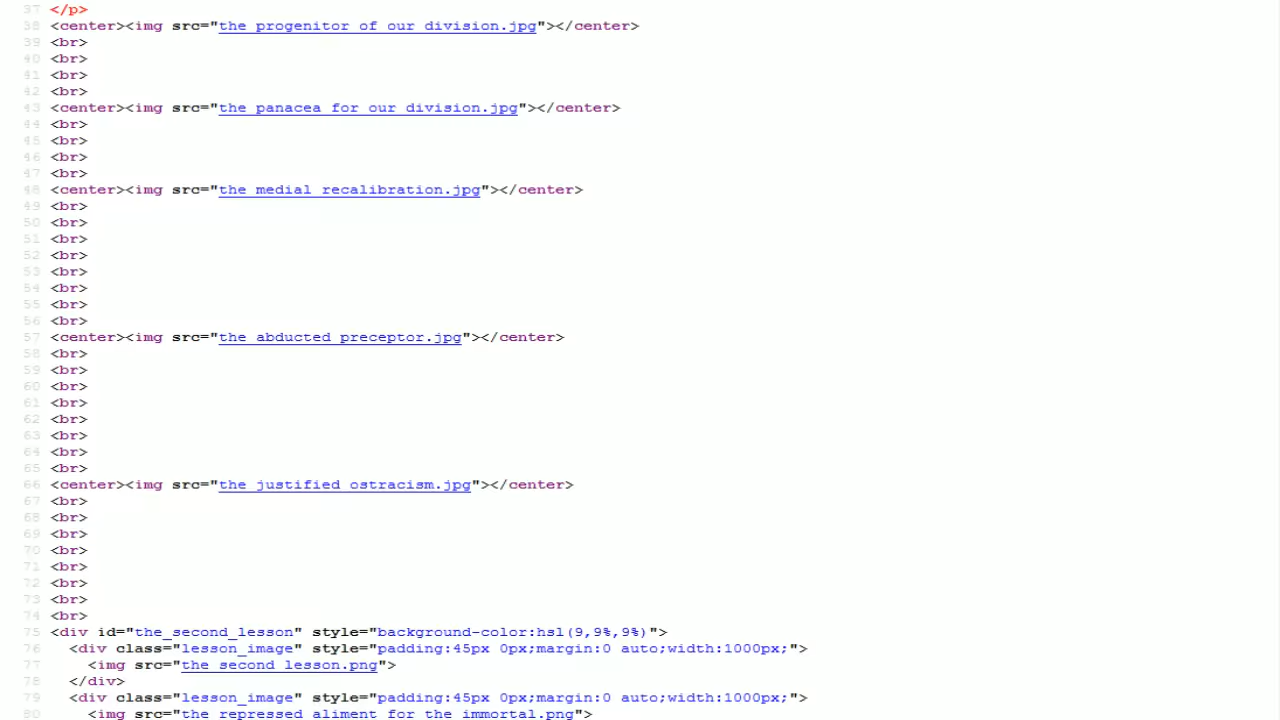 37 </p>
38 <center><img src="the progenitor of our division.jpg"></center>
39 <br>
40 <br>
41 <br>
42 <br>
43 <center><img src="the panacea for our division.jpg"></center>
44 <br>
45 <br>
46 <br>
47 <br>
48 <center><img src="the medial recalibration.jpg"></center>
49 <br>
50 <br>
51 <br>
52 <br>
53 <br>
54 <br>
55 <br>
56 <br>
57 <center><img src="the abducted preceptor.jpg"></center>
58 <br>
59 <br>
60 <br>
61 <br>
62 <br>
63 <br>
64 <br>
65 <br>
66 <center><img src="the justified ostracism.jpg"></center>
67 <br>
68 <br>
69 <br>
70 <br>
71 <br>
72 <br>
73 <br>
74 <br>
75 <div id="the_second_lesson" style="background-color:hsl(9,9%,9%)">
76 <div class="lesson_image" style="padding:45px 0px;margin:0 auto;width:1000px;">
77 <img src="the second lesson.png">
78 </div>
79 <div class="lesson_image" style="padding:45px 0px;margin:0 auto;width:1000px;">
80 <img src="the repressed aliment for the immortal.png">